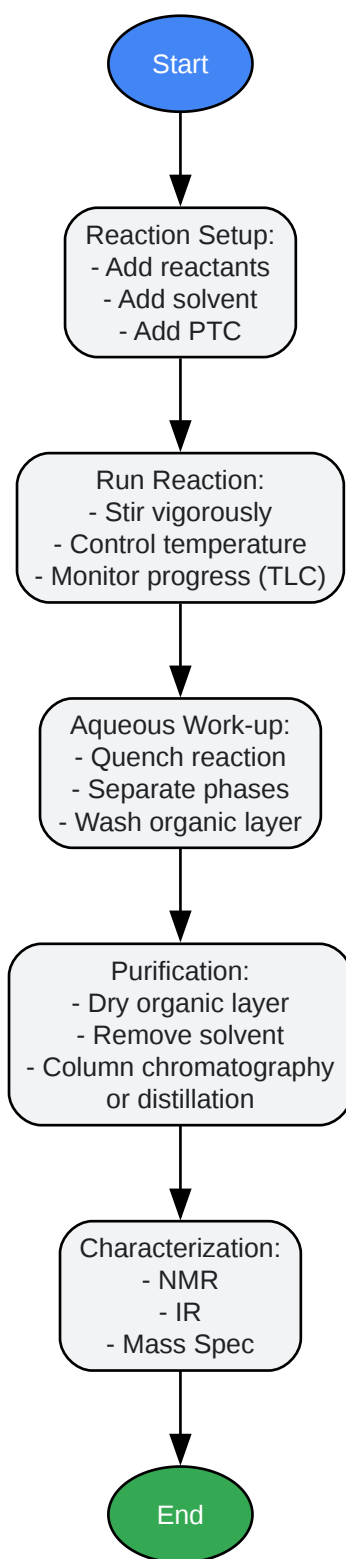 Start
Reaction Setup:
- Add reactants
- Add solvent
- Add PTC
Run Reaction:
- Stir vigorously
- Control temperature
- Monitor progress (TLC)
Aqueous Work-up:
- Quench reaction
- Separate phases
- Wash organic layer
Purification:
- Dry organic layer
- Remove solvent
- Column chromatography
or distillation
Characterization:
- NMR
- IR
- Mass Spec
End